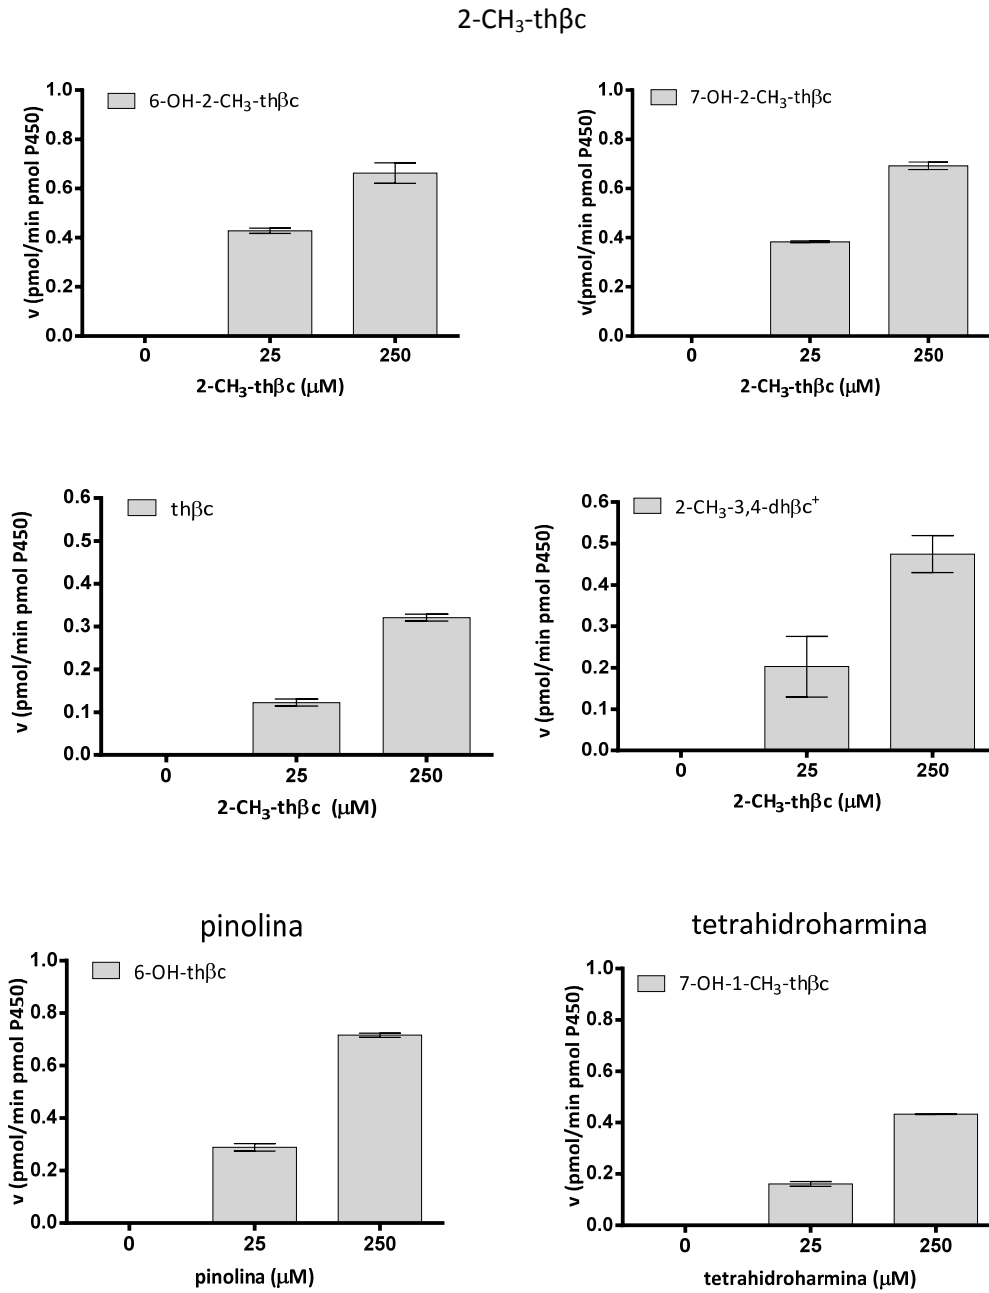 2-CH₃-thβc
6-OH-2-CH₃-thβc
v (pmol/min pmol P450)
1.0
0.8
0.6
0.4
0.2
0.0
0 25 250
2-CH₃-thβc (µM)
7-OH-2-CH₃-thβc
v(pmol/min pmol P450)
1.0
0.8
0.6
0.4
0.2
0.0
0 25 250
2-CH₃-thβc (µM)
thβc
v (pmol/min pmol P450)
0.6
0.5
0.4
0.3
0.2
0.1
0.0
0 25 250
2-CH₃-thβc (µM)
2-CH₃-3,4-dhβc⁺
v (pmol/min pmol P450)
0.6
0.5
0.4
0.3
0.2
0.1
0.0
0 25 250
2-CH₃-thβc (µM)
pinolina
6-OH-thβc
v (pmol/min pmol P450)
1.0
0.8
0.6
0.4
0.2
0.0
0 25 250
pinolina (µM)
tetrahidroharmina
7-OH-1-CH₃-thβc
v (pmol/min pmol P450)
1.0
0.8
0.6
0.4
0.2
0.0
0 25 250
tetrahidroharmina (µM)